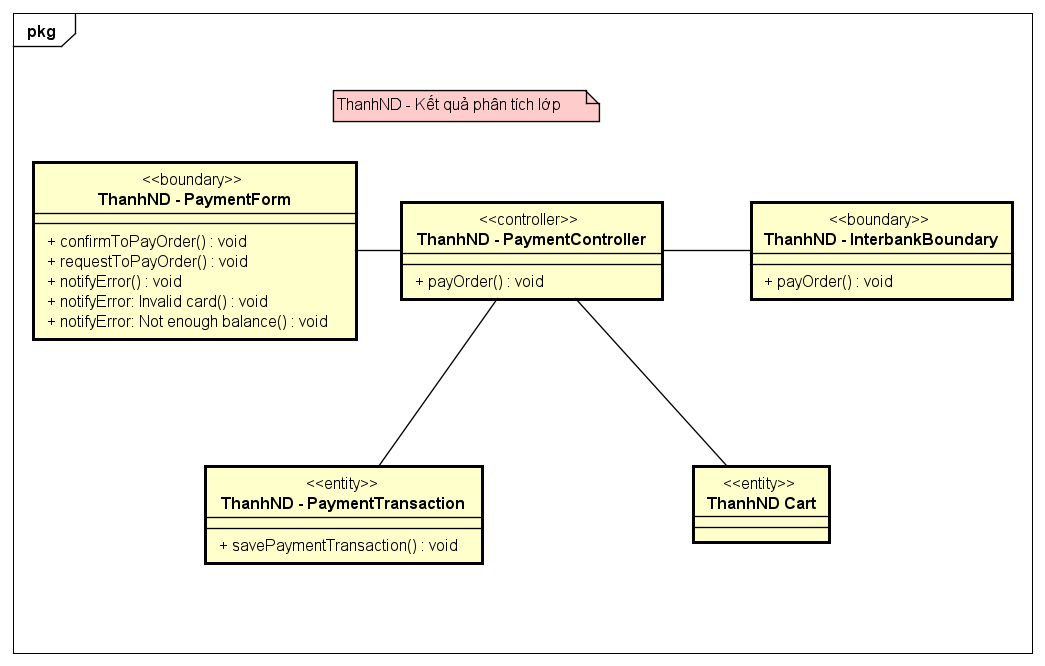 pkg
ThanhND - Kết quả phân tích lớp
<<boundary>>
ThanhND - PaymentForm
+ confirmToPayOrder() : void
+ requestToPayOrder() : void
+ notifyError() : void
+ notifyError: Invalid card() : void
+ notifyError: Not enough balance() : void
<<controller>>
ThanhND - PaymentController
+ payOrder() : void
<<boundary>>
ThanhND - InterbankBoundary
+ payOrder() : void
<<entity>>
ThanhND - PaymentTransaction
+ savePaymentTransaction() : void
<<entity>>
ThanhND Cart